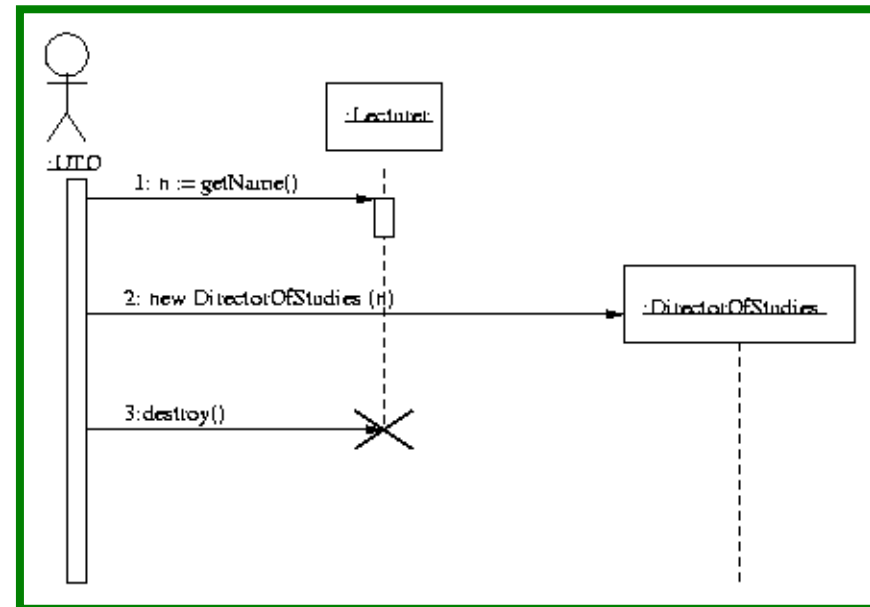 :Lecturer
:UTO
1: n := getName()
2: new DirectorOfStudies (n)
:DirectorOfStudies
3:destroy()